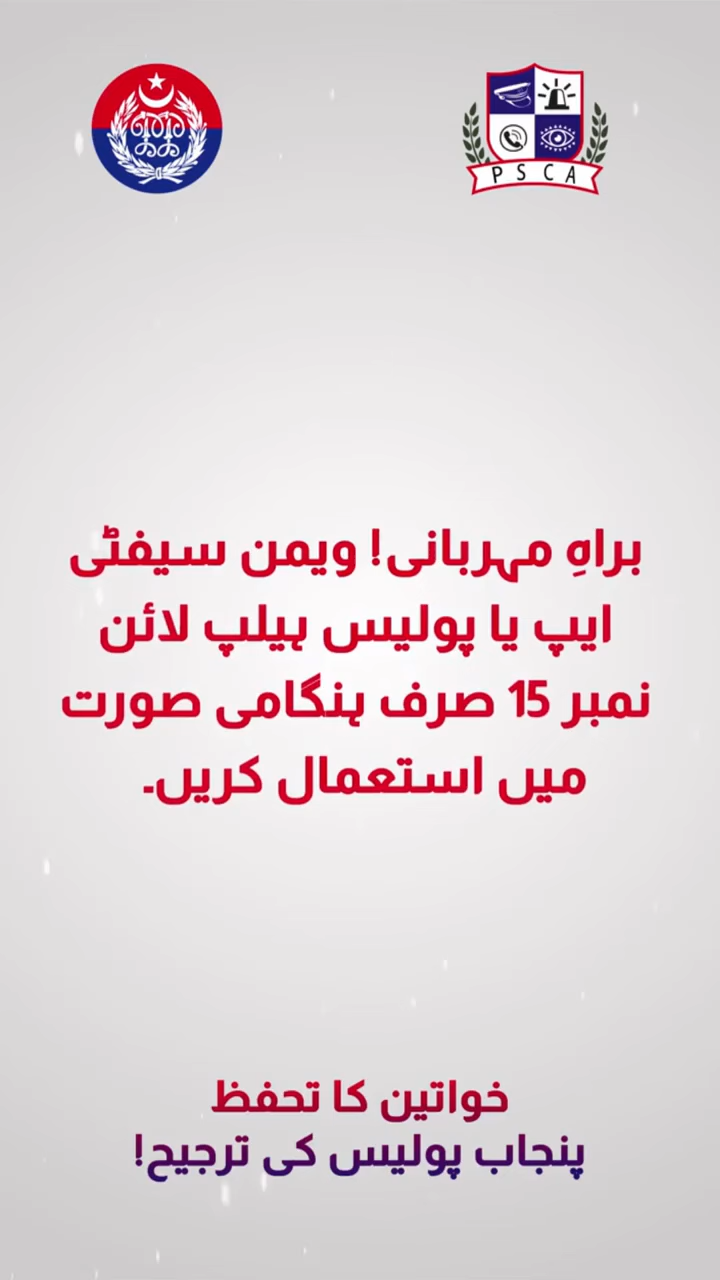 PSCA
براہِ مہربانی! ویمن سیفٹی
ایپ یا پولیس ہیلپ لائن
نمبر 15 صرف ہنگامی صورت
میں استعمال کریں۔
خواتین کا تحفظ
پنجاب پولیس کی ترجیح!